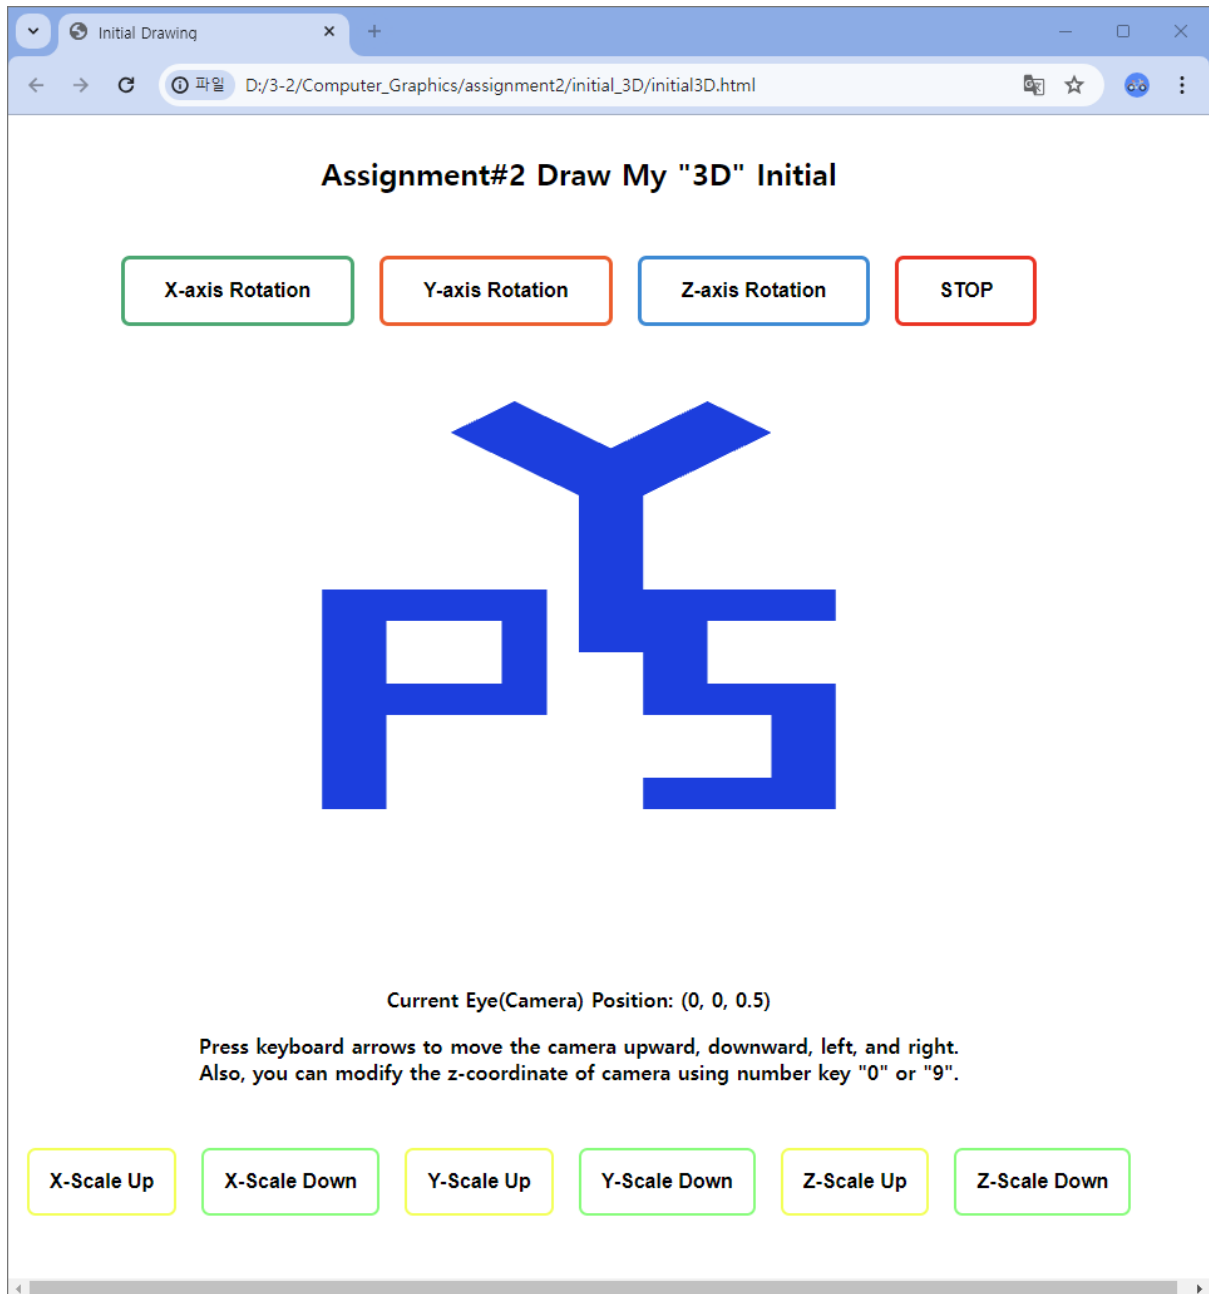 Initial Drawing
파일 D:/3-2/Computer_Graphics/assignment2/initial_3D/initial3D.html
Assignment#2 Draw My "3D" Initial
X-axis Rotation Y-axis Rotation Z-axis Rotation STOP
Y
PS
Current Eye(Camera) Position: (0, 0, 0.5)
Press keyboard arrows to move the camera upward, downward, left, and right.
Also, you can modify the z-coordinate of camera using number key "0" or "9".
X-Scale Up X-Scale Down Y-Scale Up Y-Scale Down Z-Scale Up Z-Scale Down